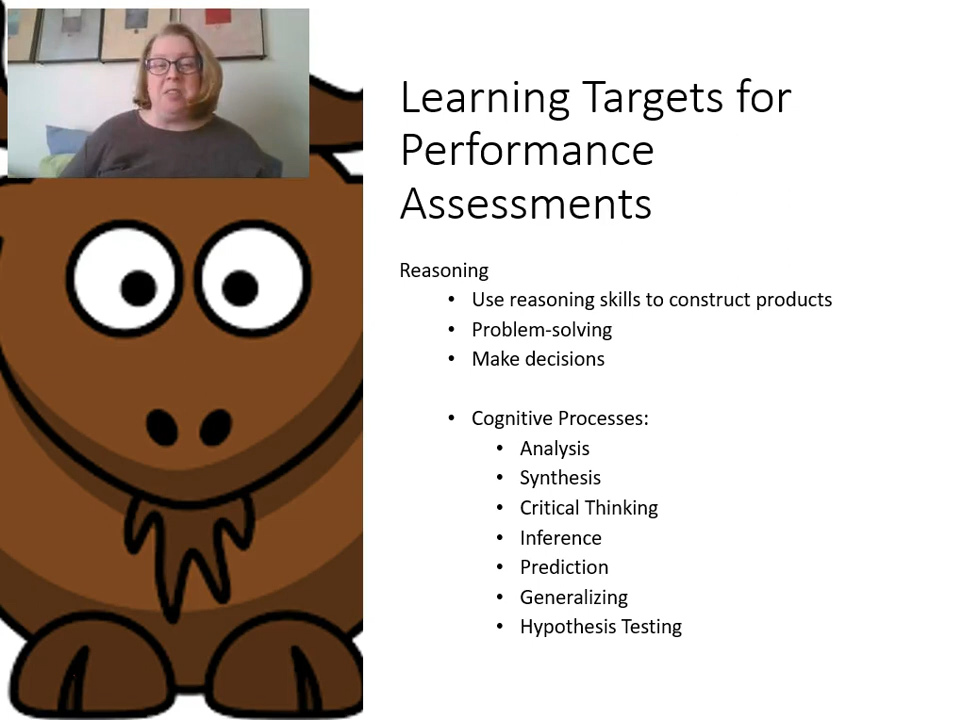 Learning Targets for
Performance
Assessments
Reasoning
• Use reasoning skills to construct products
• Problem-solving
• Make decisions
• Cognitive Processes:
• Analysis
• Synthesis
• Critical Thinking
• Inference
• Prediction
• Generalizing
• Hypothesis Testing